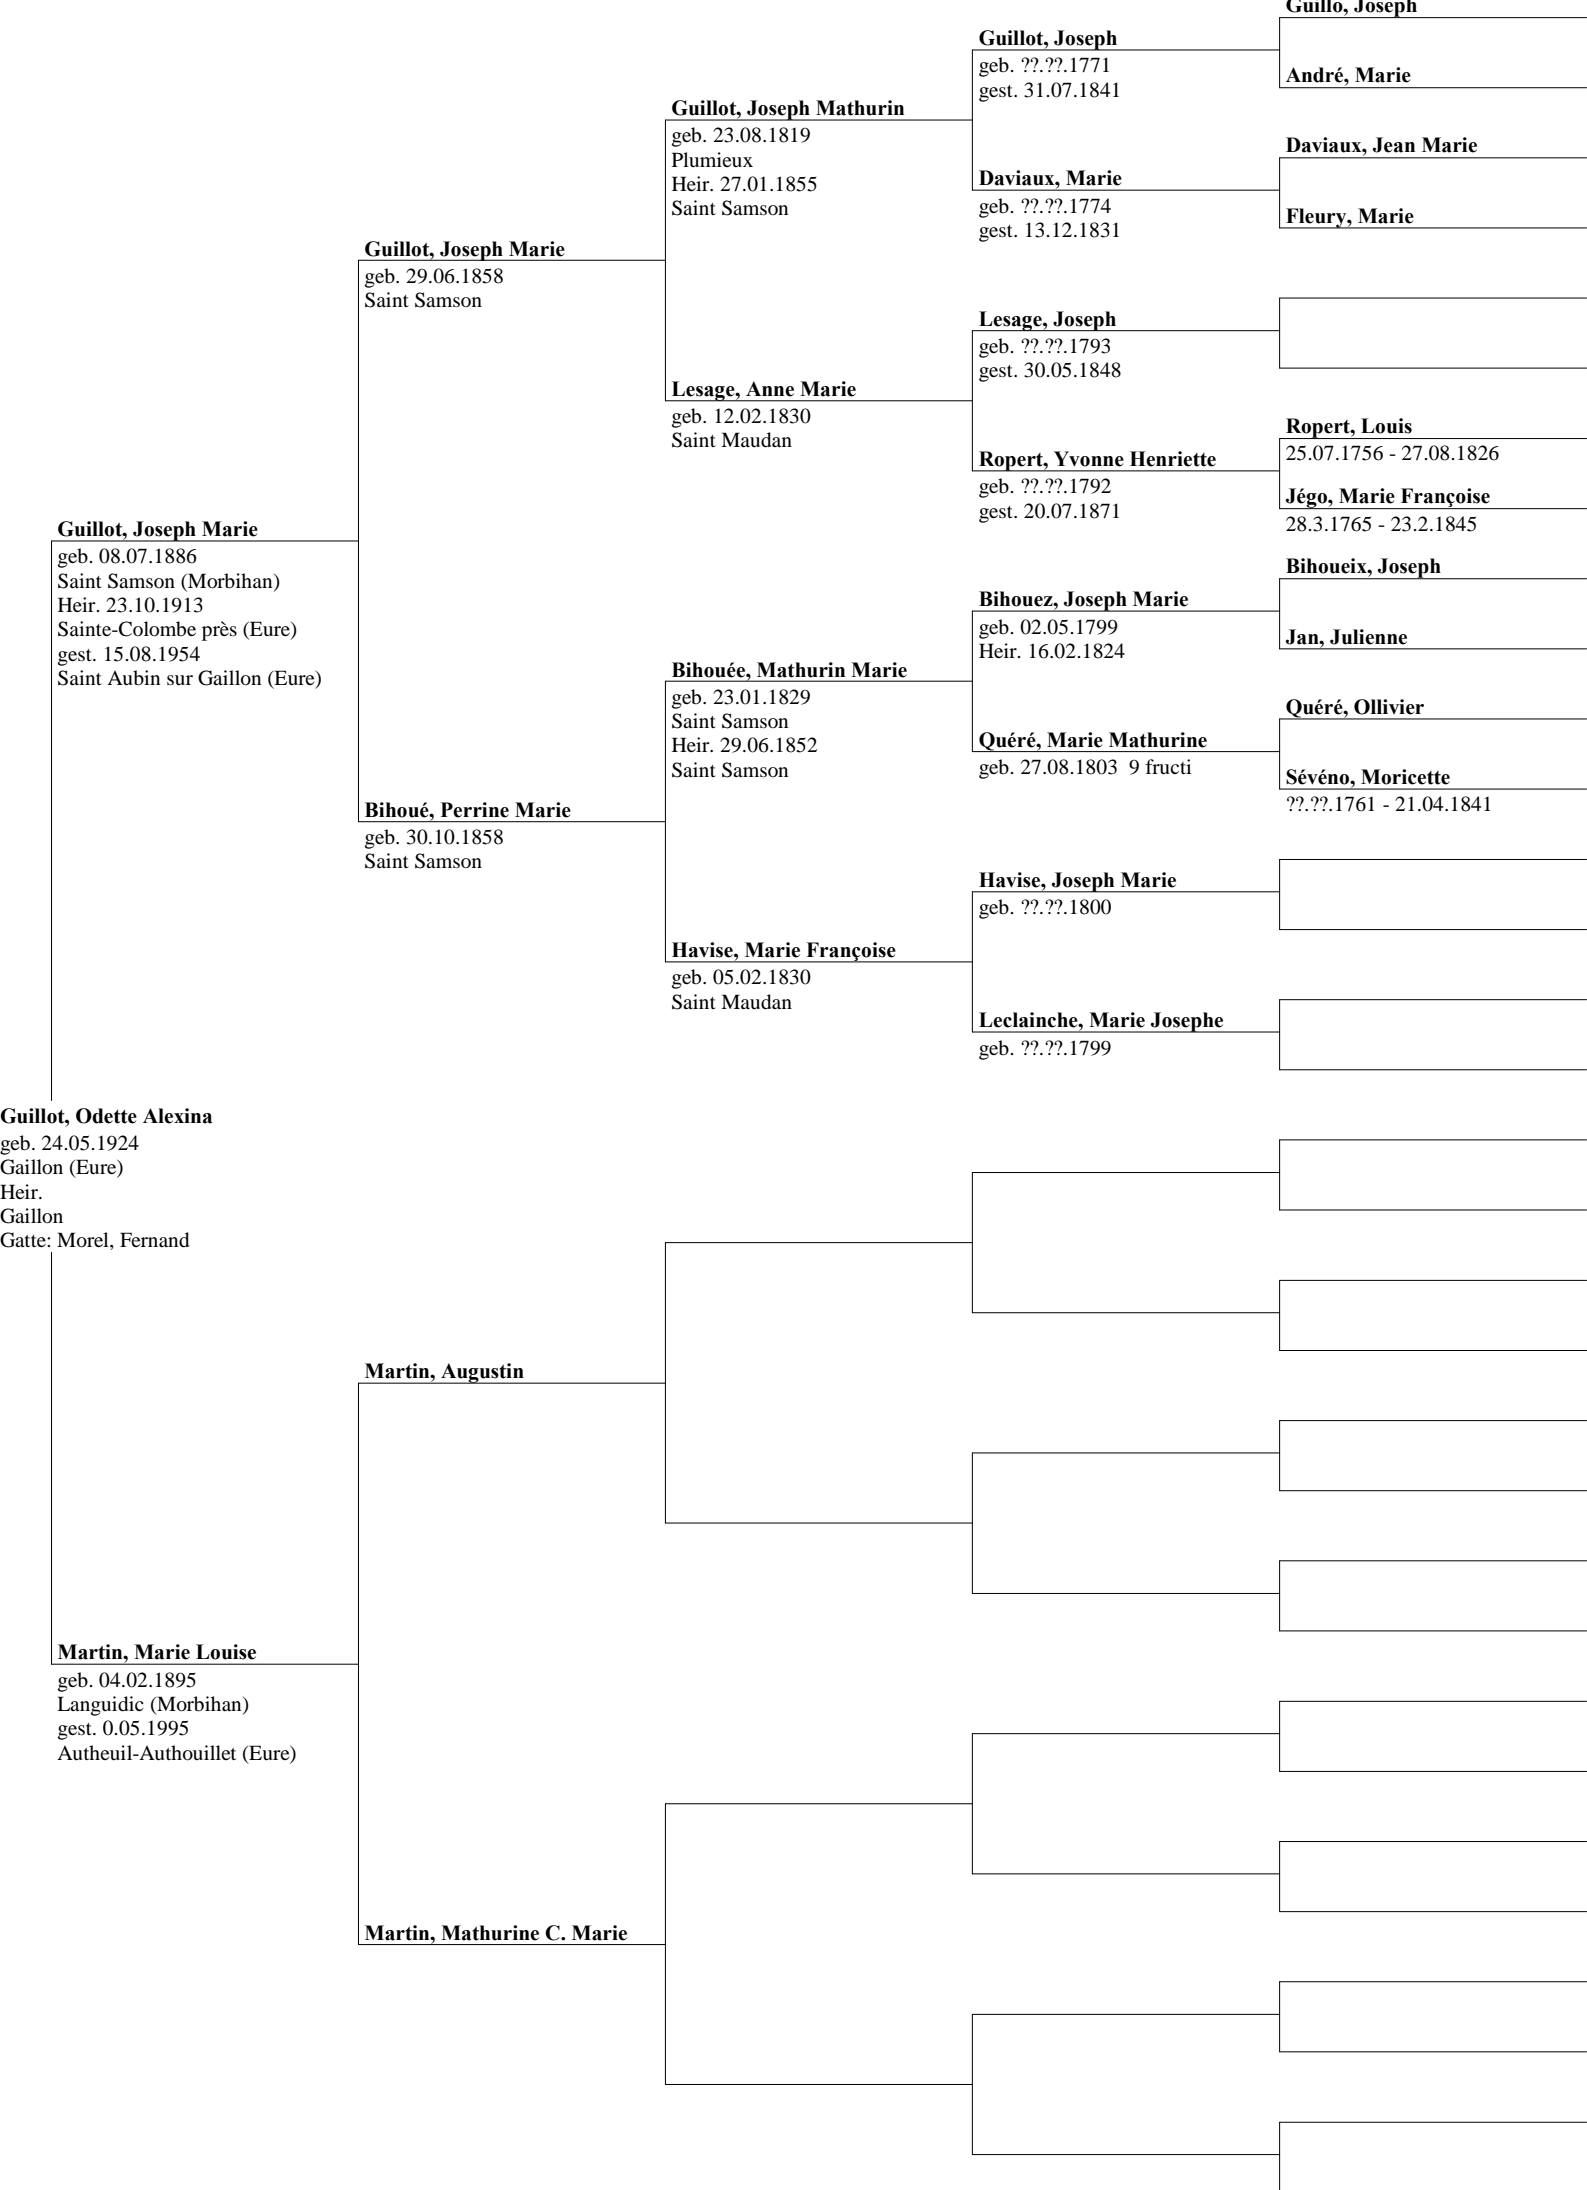 Guillo, Joseph
Guillot, Joseph
geb. ??.??.1771
gest. 31.07.1841
André, Marie
Guillot, Joseph Mathurin
geb. 23.08.1819
Plumieux
Heir. 27.01.1855
Saint Samson
Daviaux, Jean Marie
Daviaux, Marie
geb. ??.??.1774
gest. 13.12.1831
Fleury, Marie
Guillot, Joseph Marie
geb. 29.06.1858
Saint Samson
Lesage, Joseph
geb. ??.??.1793
gest. 30.05.1848
Lesage, Anne Marie
geb. 12.02.1830
Saint Maudan
Ropert, Louis
25.07.1756 - 27.08.1826
Ropert, Yvonne Henriette
geb. ??.??.1792
gest. 20.07.1871
Jégo, Marie Françoise
28.3.1765 - 23.2.1845
Guillot, Joseph Marie
geb. 08.07.1886
Saint Samson (Morbihan)
Heir. 23.10.1913
Sainte-Colombe près (Eure)
gest. 15.08.1954
Saint Aubin sur Gaillon (Eure)
Bihoueix, Joseph
Bihouez, Joseph Marie
geb. 02.05.1799
Heir. 16.02.1824
Jan, Julienne
Bihouée, Mathurin Marie
geb. 23.01.1829
Saint Samson
Heir. 29.06.1852
Saint Samson
Quéré, Ollivier
Quéré, Marie Mathurine
geb. 27.08.1803  9 fructi
Sévéno, Moricette
??.??.1761 - 21.04.1841
Bihoué, Perrine Marie
geb. 30.10.1858
Saint Samson
Havise, Joseph Marie
geb. ??.??.1800
Havise, Marie Françoise
geb. 05.02.1830
Saint Maudan
Leclainche, Marie Josephe
geb. ??.??.1799
Guillot, Odette Alexina
geb. 24.05.1924
Gaillon (Eure)
Heir.
Gaillon
Gatte: Morel, Fernand
Martin, Augustin
Martin, Marie Louise
geb. 04.02.1895
Languidic (Morbihan)
gest. 0.05.1995
Autheuil-Authouillet (Eure)
Martin, Mathurine C. Marie